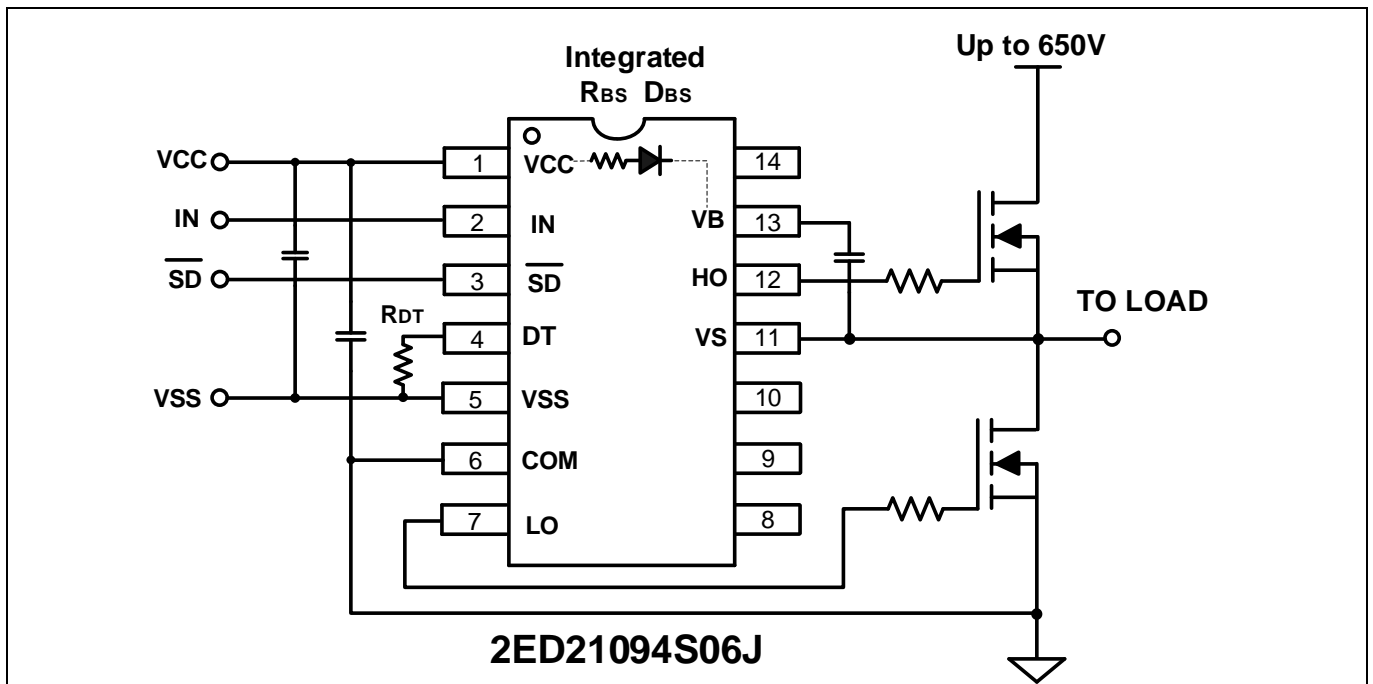 Integrated
RBS DBS
Up to 650V
VCC
1
VCC
14
IN
2
IN
VB
13
SD
3
SD
HO
12
RDT
TO LOAD
4
DT
VS
11
VSS
5
VSS
10
6
COM
9
7
LO
8
2ED21094S06J